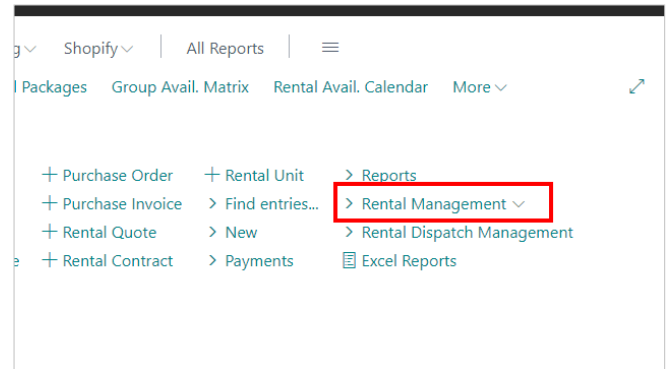 g Shopify All Reports
l Packages Group Avail. Matrix Rental Avail. Calendar More
+ Purchase Order + Rental Unit > Reports
+ Purchase Invoice > Find entries... > Rental Management
+ Rental Quote > New > Rental Dispatch Management
e + Rental Contract > Payments Excel Reports